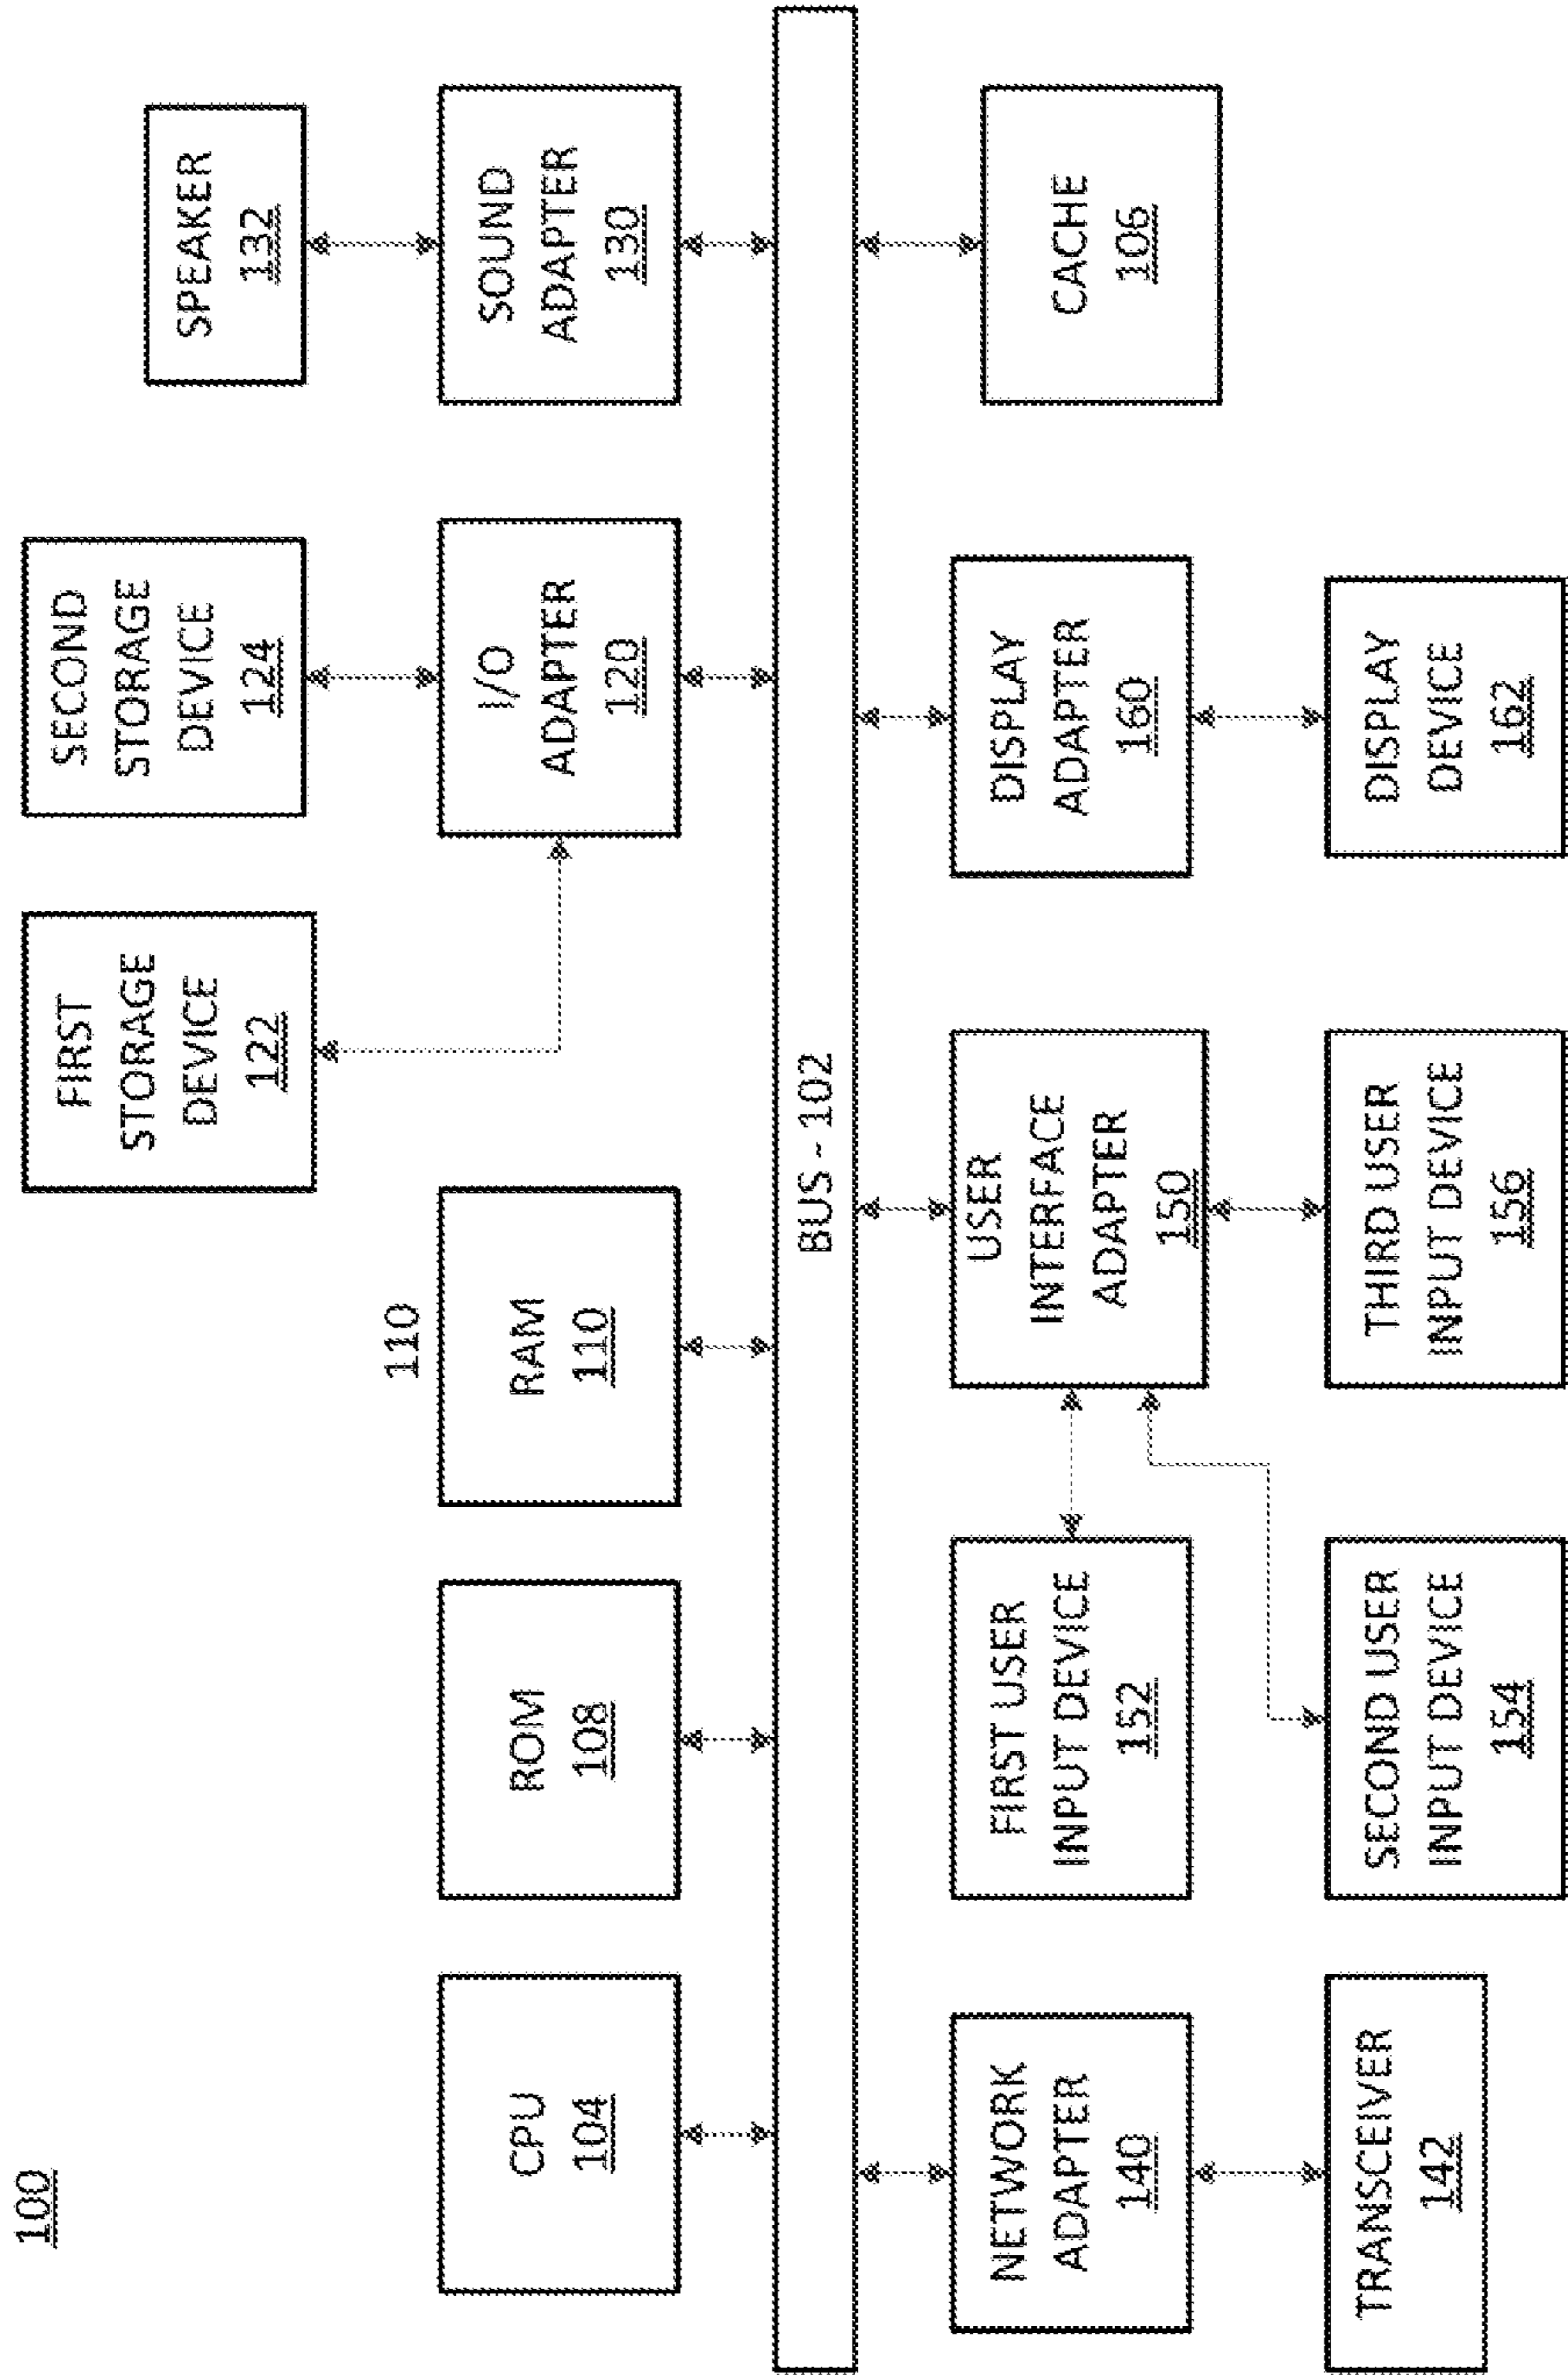 100
FIRST
STORAGE
DEVICE
122
SECOND
STORAGE
DEVICE
124
SPEAKER
132
CPU
104
ROM
108
110
RAM
110
I/O
ADAPTER
120
SOUND
ADAPTER
130
BUS - 102
NETWORK
ADAPTER
140
FIRST USER
INPUT DEVICE
152
USER
INTERFACE
ADAPTER
150
DISPLAY
ADAPTER
160
CACHE
106
TRANSCEIVER
142
SECOND USER
INPUT DEVICE
154
THIRD USER
INPUT DEVICE
156
DISPLAY
DEVICE
162